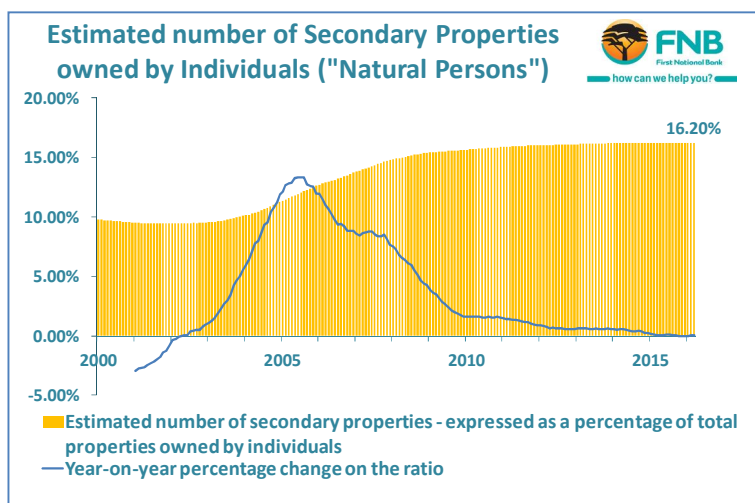 Estimated number of Secondary Properties
owned by Individuals ("Natural Persons")
FNB
First National Bank
how can we help you?
20.00%
16.20%
15.00%
10.00%
5.00%
0.00%
2000
2005
2010
2015
-5.00%
Estimated number of secondary properties - expressed as a percentage of total
properties owned by individuals
Year-on-year percentage change on the ratio